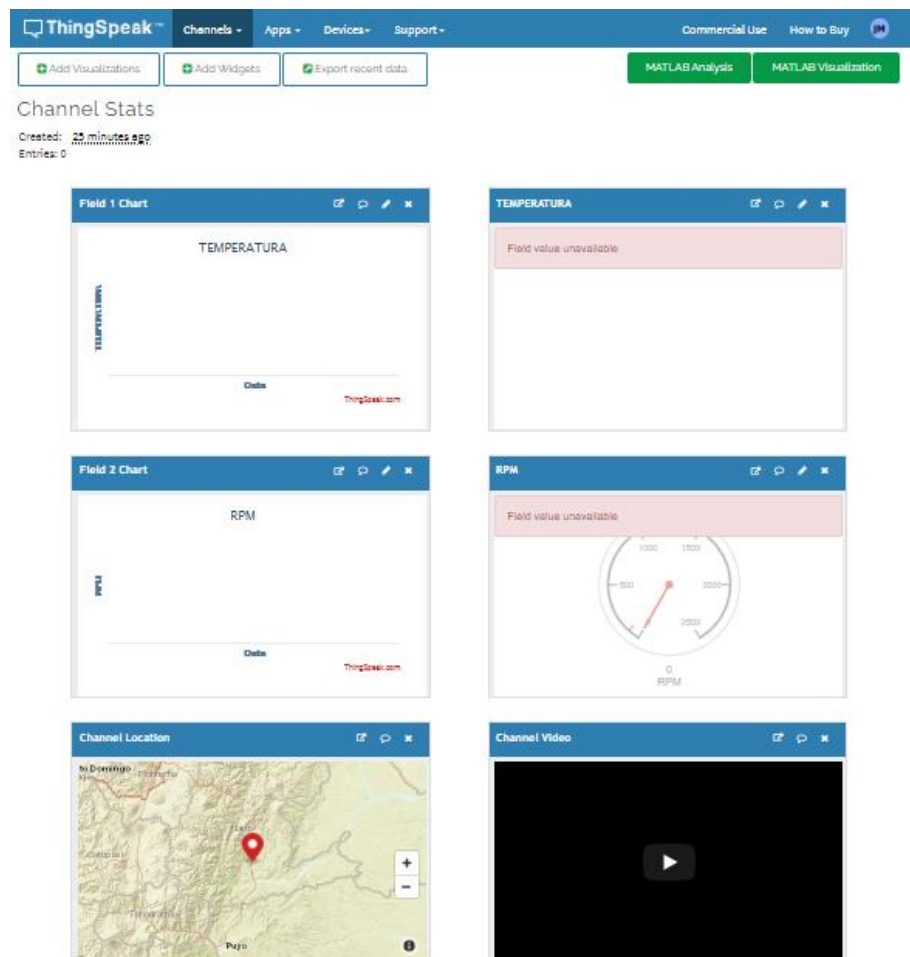 ThingSpeak™ Channels Apps Devices Support Commercial Use How to Buy
Add Visualizations Add Widgets Export recent data MATLAB Analysis MATLAB Visualization
Channel Stats
Created: 25 minutes ago
Entries: 0
Field 1 Chart
TEMPERATURA
TEMPERATURA
ThingSpeak.com
TEMPERATURA
Field value unavailable
Field 2 Chart
RPM
RPM
ThingSpeak.com
RPM
Field value unavailable
500
1000
1500
2000
2500
0
RPM
Channel Location
to Domingo
Puyo
Channel Video